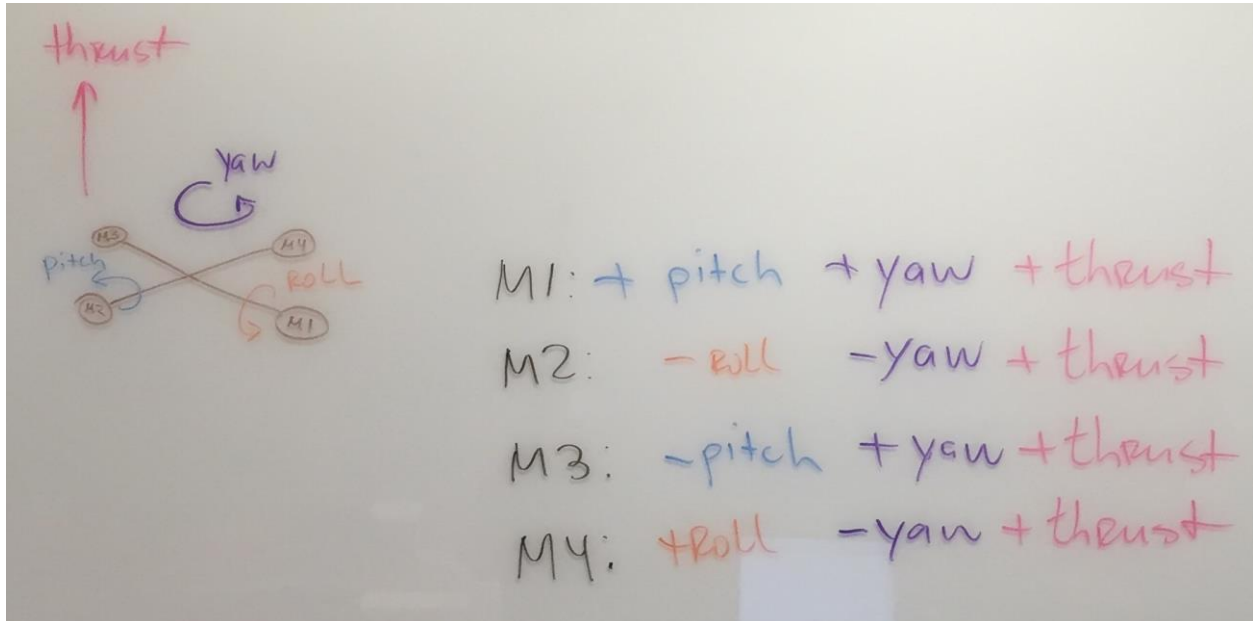 thrust
yaw
M3
M4
pitch
ROLL
M2
M1
M1: + pitch + yaw + thrust
M2: - ROLL - yaw + thrust
M3: - pitch + yaw + thrust
M4: + ROLL - yaw + thrust